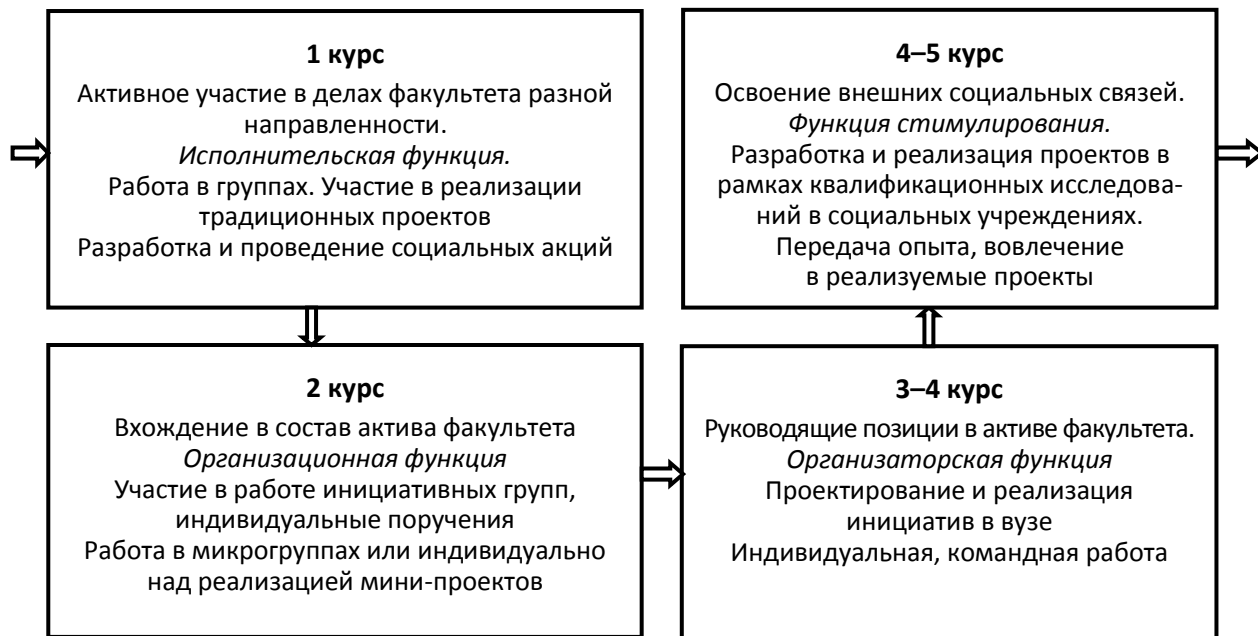 1 курс
Активное участие в делах факультета разной
направленности.
Исполнительская функция.
Работа в группах. Участие в реализации
традиционных проектов
Разработка и проведение социальных акций
2 курс
Вхождение в состав актива факультета
Организационная функция
Участие в работе инициативных групп,
индивидуальные поручения
Работа в микрогруппах или индивидуально
над реализацией мини-проектов
3–4 курс
Руководящие позиции в активе факультета.
Организаторская функция
Проектирование и реализация
инициатив в вузе
Индивидуальная, командная работа
4–5 курс
Освоение внешних социальных связей.
Функция стимулирования.
Разработка и реализация проектов в
рамках квалификационных исследова-
ний в социальных учреждениях.
Передача опыта, вовлечение
в реализуемые проекты